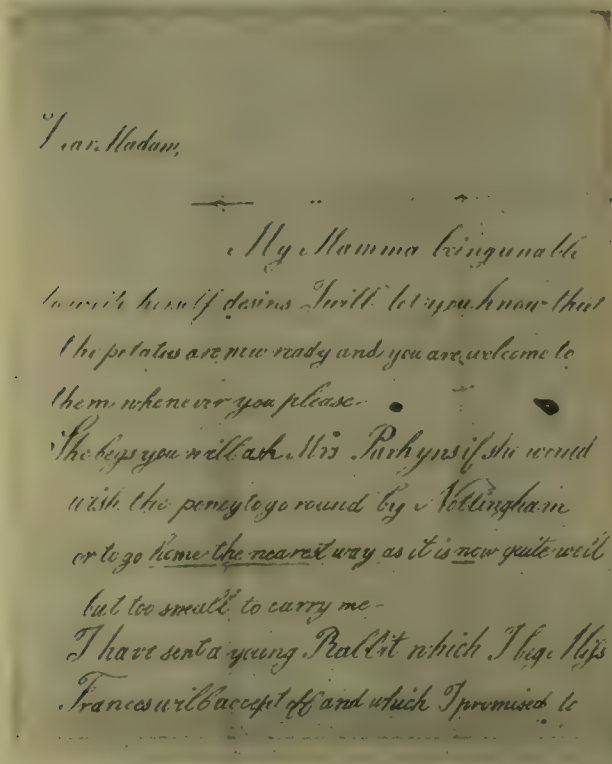 Dear Madam,
My Mamma being unable
to write herself desires I will let you know that
the potatoes are now ready and you are welcome to
them whenever you please.
She begs you will ask Mrs Parkyns if she would
wish the poney to go round by Nottingham
or to go home the nearest way as it is now quite well
but too small to carry me -
I have sent a young Rabbit which I beg Miss
Frances will accept off and which I promised to